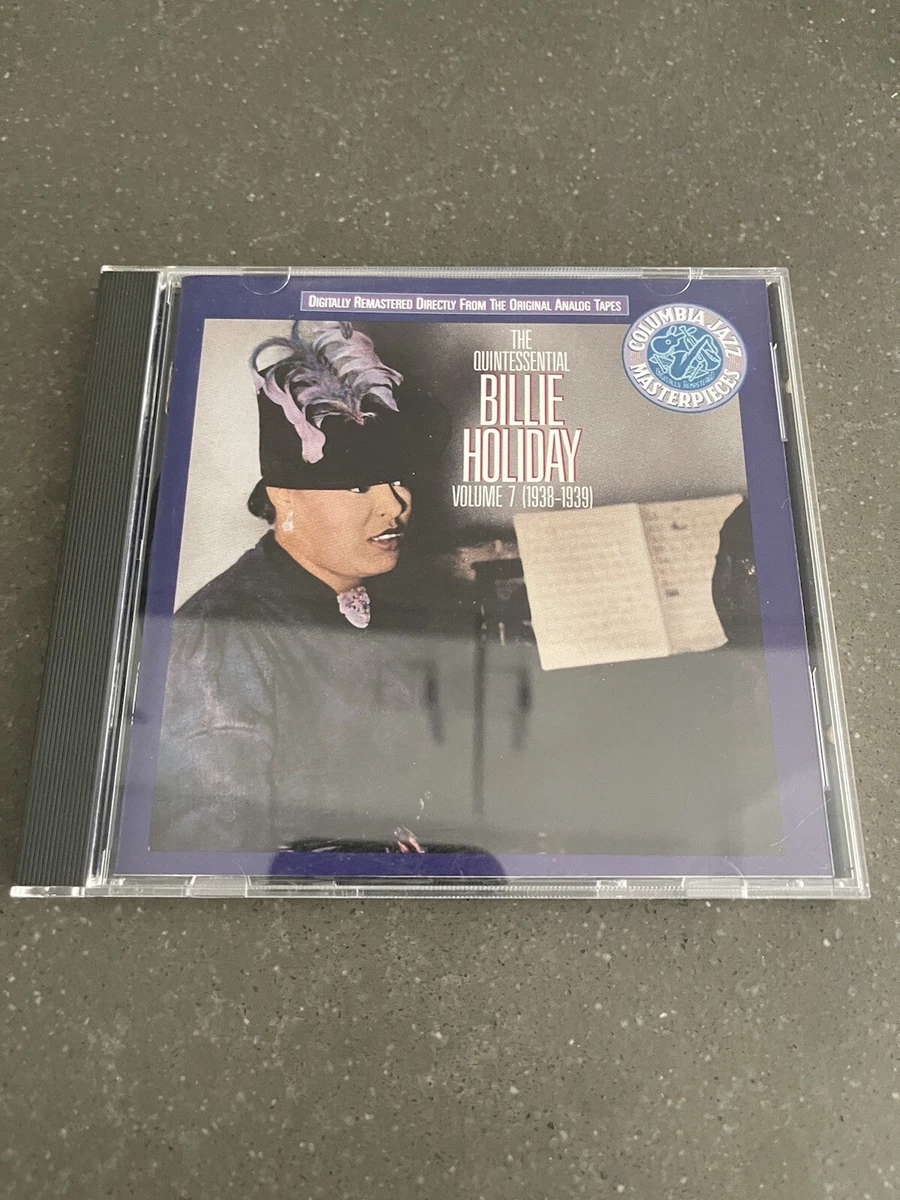 DIGITALLY REMASTERED DIRECTLY FROM THE ORIGINAL ANALOG TAPES
THE
QUINTESSENTIAL
BILLIE
HOLIDAY
VOLUME 7 (1938-1939)
COLUMBIA JAZZ
MASTERPIECES